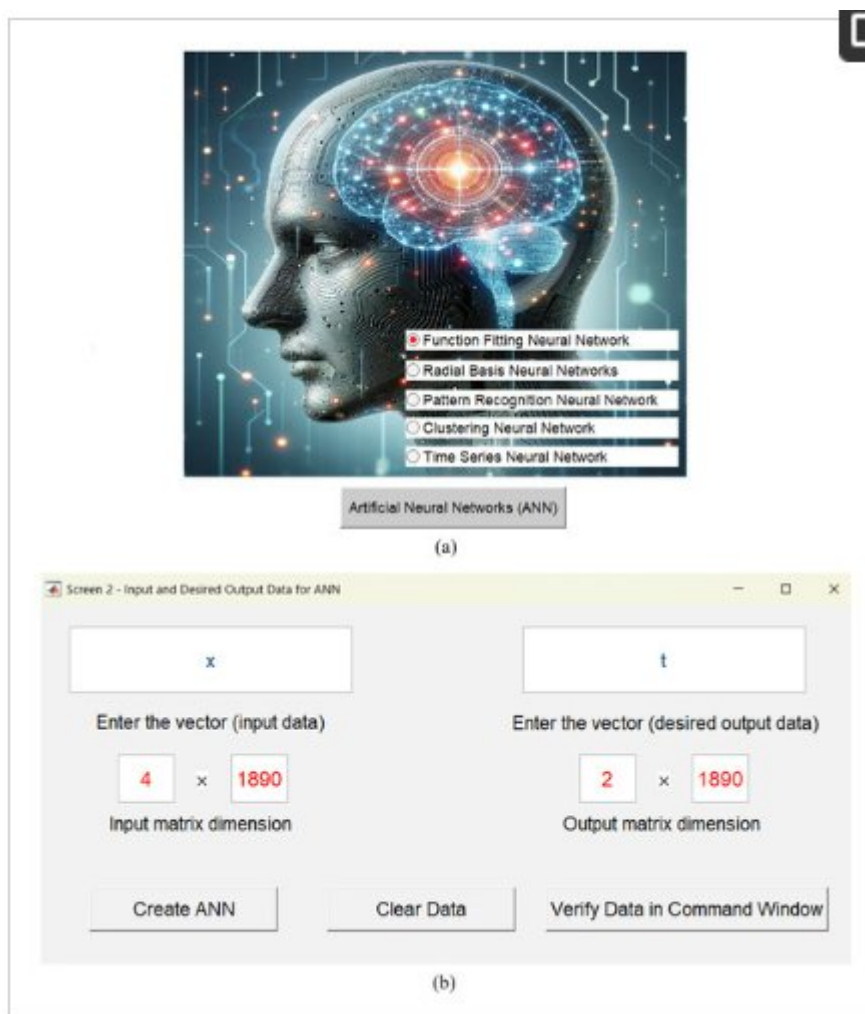 Function Fitting Neural Network
Radial Basis Neural Networks
Pattern Recognition Neural Network
Clustering Neural Network
Time Series Neural Network
Artificial Neural Networks (ANN)
(a)
Screen 2 - Input and Desired Output Data for ANN
x
t
Enter the vector (input data)
Enter the vector (desired output data)
4 × 1890
2 × 1890
Input matrix dimension
Output matrix dimension
Create ANN
Clear Data
Verify Data in Command Window
(b)